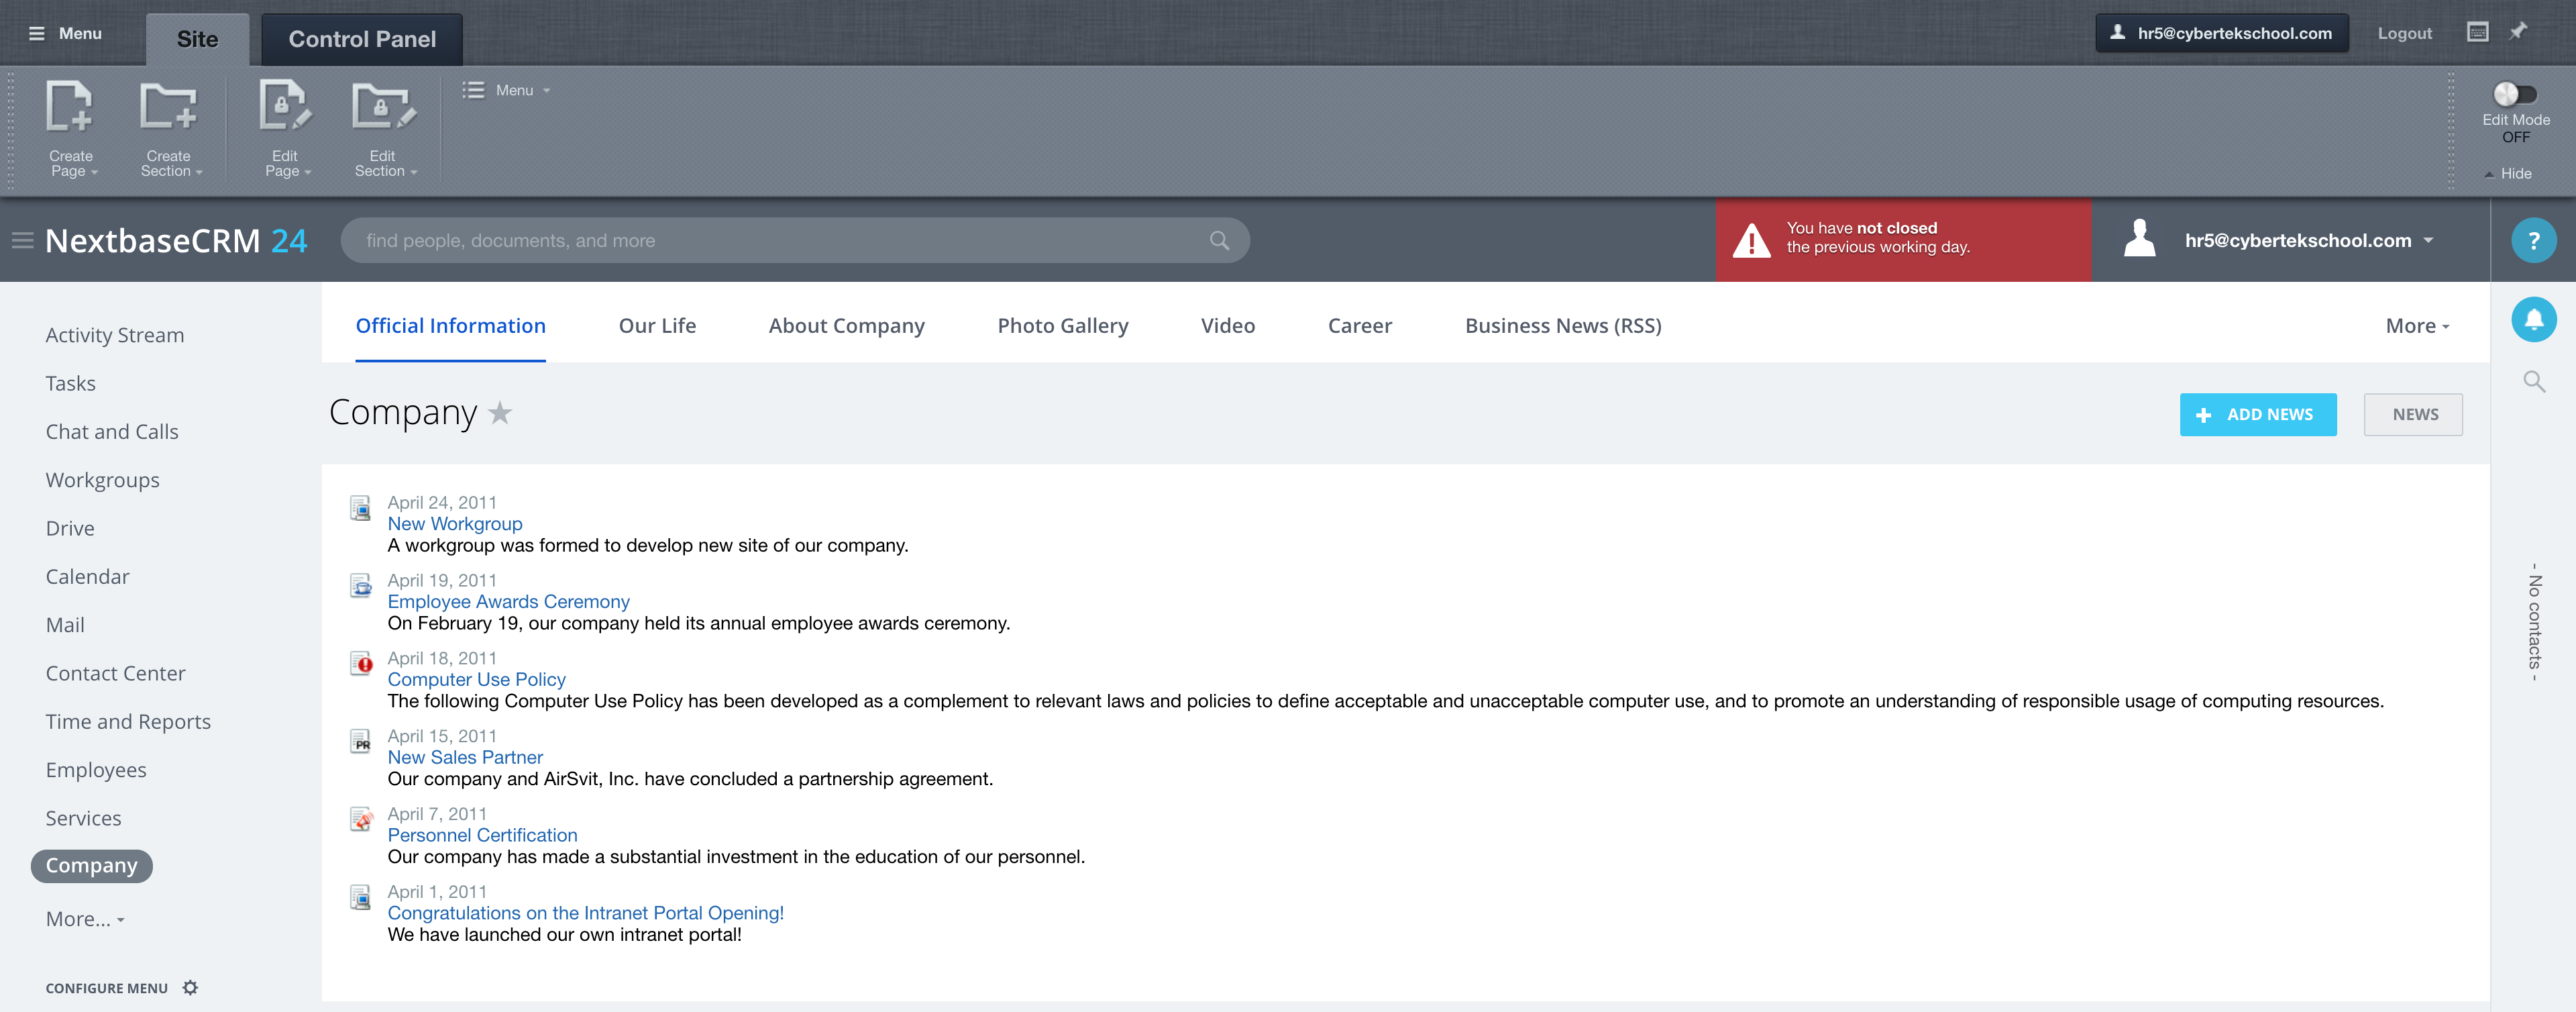 Menu
Site
Control Panel
hr5@cybertekschool.com
Logout
Create
Page
Create
Section
Edit
Page
Edit
Section
Menu
Edit Mode
OFF
Hide
NextbaseCRM 24
find people, documents, and more
You have not closed
the previous working day.
hr5@cybertekschool.com
?
Activity Stream
Tasks
Chat and Calls
Workgroups
Drive
Calendar
Mail
Contact Center
Time and Reports
Employees
Services
Company
More...
CONFIGURE MENU
Official Information
Our Life
About Company
Photo Gallery
Video
Career
Business News (RSS)
More
Company
ADD NEWS
NEWS
April 24, 2011
New Workgroup
A workgroup was formed to develop new site of our company.
April 19, 2011
Employee Awards Ceremony
On February 19, our company held its annual employee awards ceremony.
April 18, 2011
Computer Use Policy
The following Computer Use Policy has been developed as a complement to relevant laws and policies to define acceptable and unacceptable computer use, and to promote an understanding of responsible usage of computing resources.
PR
April 15, 2011
New Sales Partner
Our company and AirSvit, Inc. have concluded a partnership agreement.
April 7, 2011
Personnel Certification
Our company has made a substantial investment in the education of our personnel.
April 1, 2011
Congratulations on the Intranet Portal Opening!
We have launched our own intranet portal!
- No contacts -